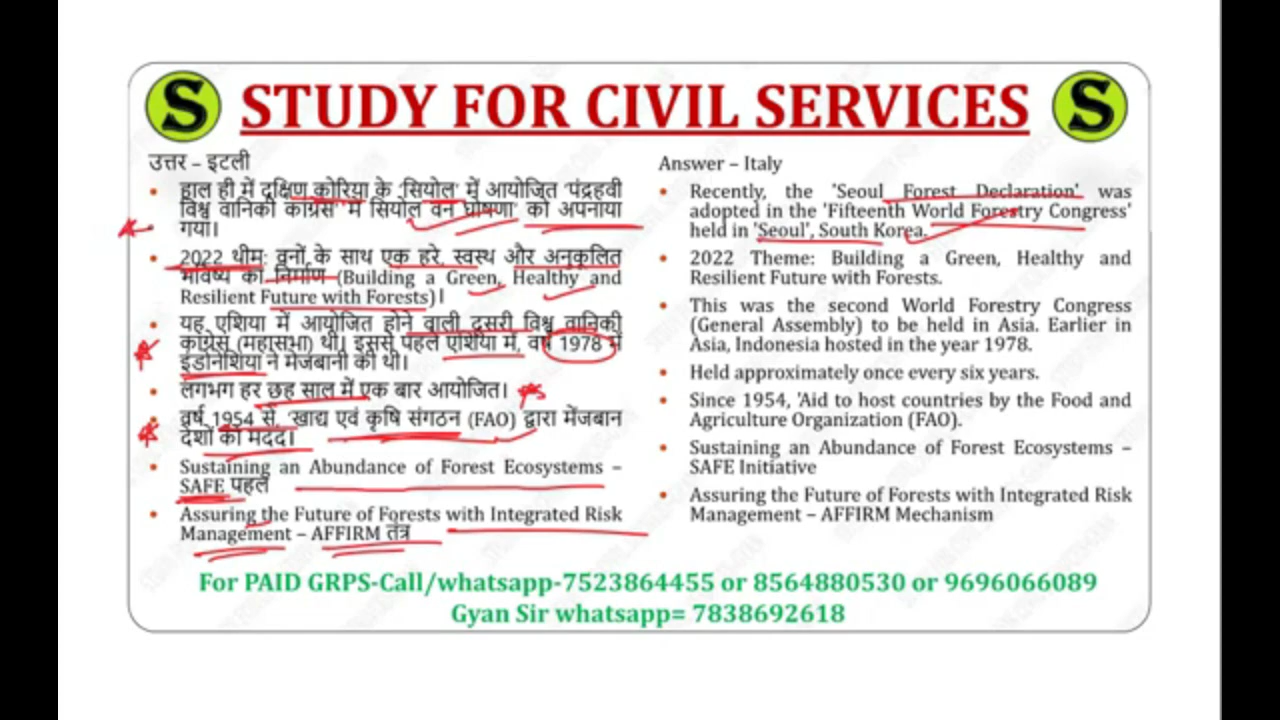 S STUDY FOR CIVIL SERVICES S
उत्तर – इटली
• हाल ही में दक्षिण कोरिया के 'सियोल' में आयोजित 'पंद्रहवी
विश्व वानिकी कांग्रेस' में सियोल वन घोषणा' को अपनाया
गया।
• 2022 थीम: वनों के साथ एक हरे, स्वस्थ और अनुकूलित
भविष्य का निर्माण (Building a Green, Healthy and
Resilient Future with Forests)।
• यह एशिया में आयोजित होने वाली दूसरी विश्व वानिकी
कांग्रेस (महासभा) थी। इससे पहले एशिया में, वर्ष 1978 में
इंडोनेशिया ने मेजबानी की थी।
• लगभग हर छह साल में एक बार आयोजित।
• वर्ष 1954 से, 'खाद्य एवं कृषि संगठन (FAO) द्वारा मेंजबान
देशों की मदद।
• Sustaining an Abundance of Forest Ecosystems –
SAFE पहल
• Assuring the Future of Forests with Integrated Risk
Management – AFFIRM तंत्र
Answer – Italy
• Recently, the 'Seoul Forest Declaration' was
adopted in the 'Fifteenth World Forestry Congress'
held in 'Seoul', South Korea.
• 2022 Theme: Building a Green, Healthy and
Resilient Future with Forests.
• This was the second World Forestry Congress
(General Assembly) to be held in Asia. Earlier in
Asia, Indonesia hosted in the year 1978.
• Held approximately once every six years.
• Since 1954, 'Aid to host countries by the Food and
Agriculture Organization (FAO).
• Sustaining an Abundance of Forest Ecosystems –
SAFE Initiative
• Assuring the Future of Forests with Integrated Risk
Management – AFFIRM Mechanism
For PAID GRPS-Call/whatsapp-7523864455 or 8564880530 or 9696066089
Gyan Sir whatsapp= 7838692618